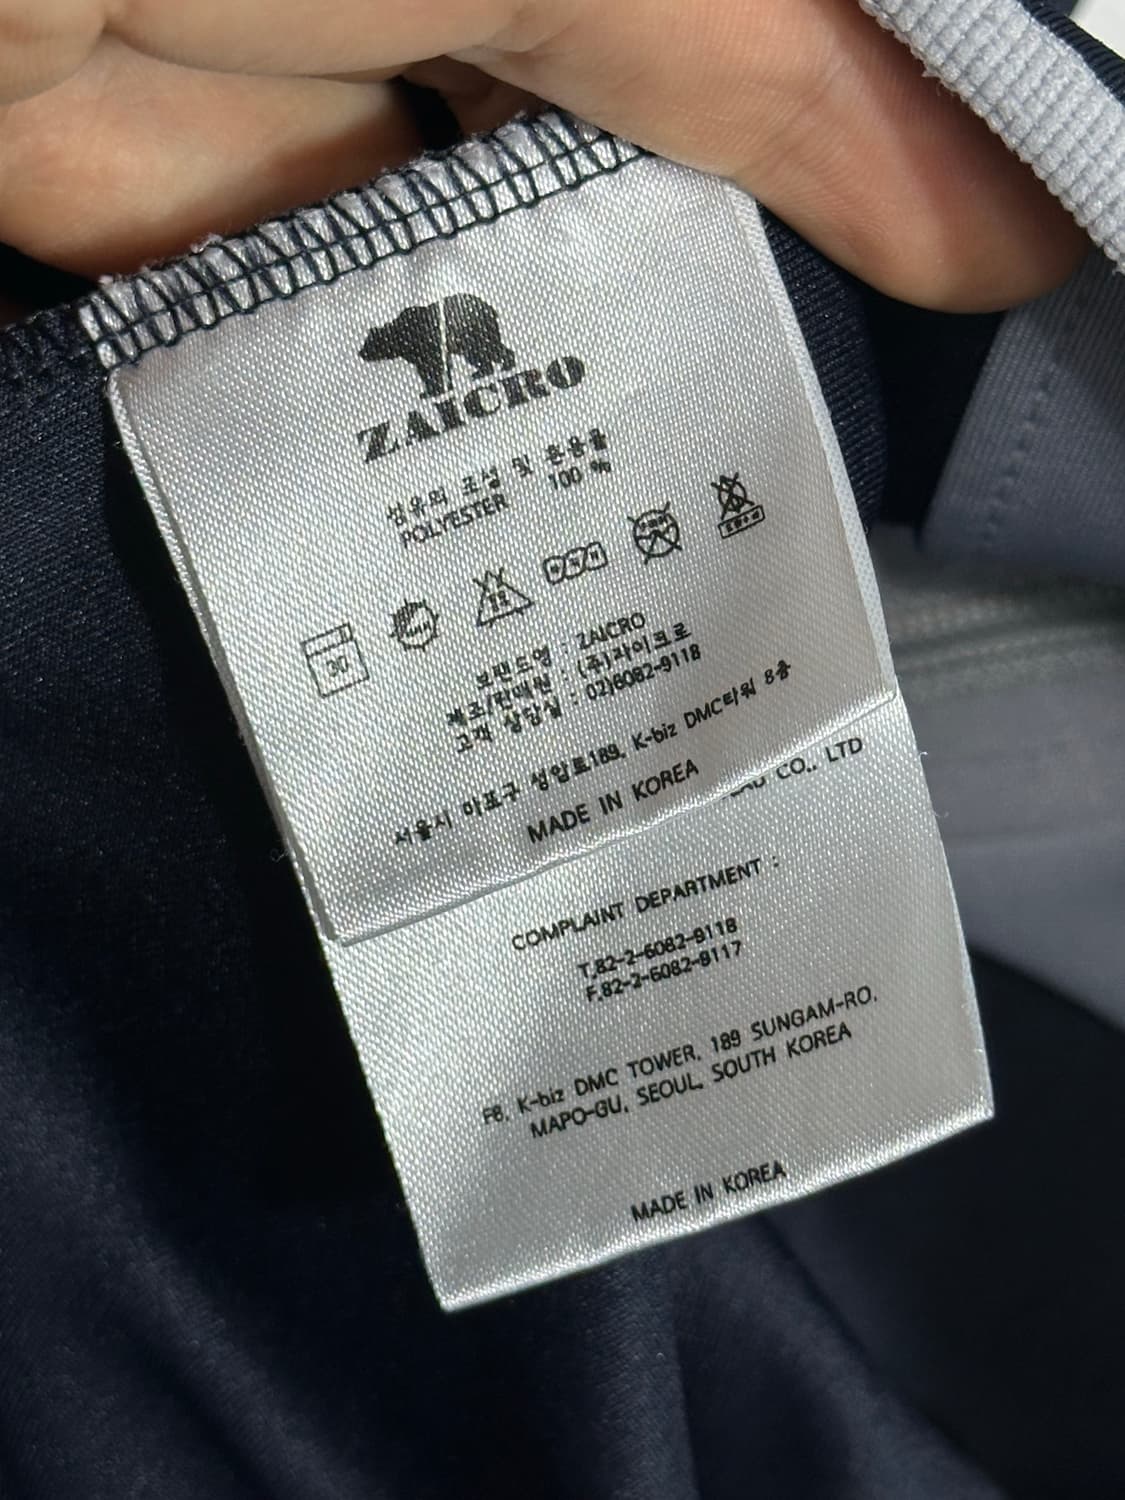 ZAICRO
섬유의 조성 및 혼용율
POLYESTER 100 %
30
브랜드명 : ZAICRO
제조/판매원 : (주)자이크로
고객 상담실 : 02)6082-9118
서울시 마포구 성암로189, K-biz DMC타워 8층
MADE IN KOREA
CO., LTD
COMPLAINT DEPARTMENT :
T.82-2-6082-9118
F.82-2-6082-9117
F8, K-biz DMC TOWER, 189 SUNGAM-RO,
MAPO-GU, SEOUL, SOUTH KOREA
MADE IN KOREA